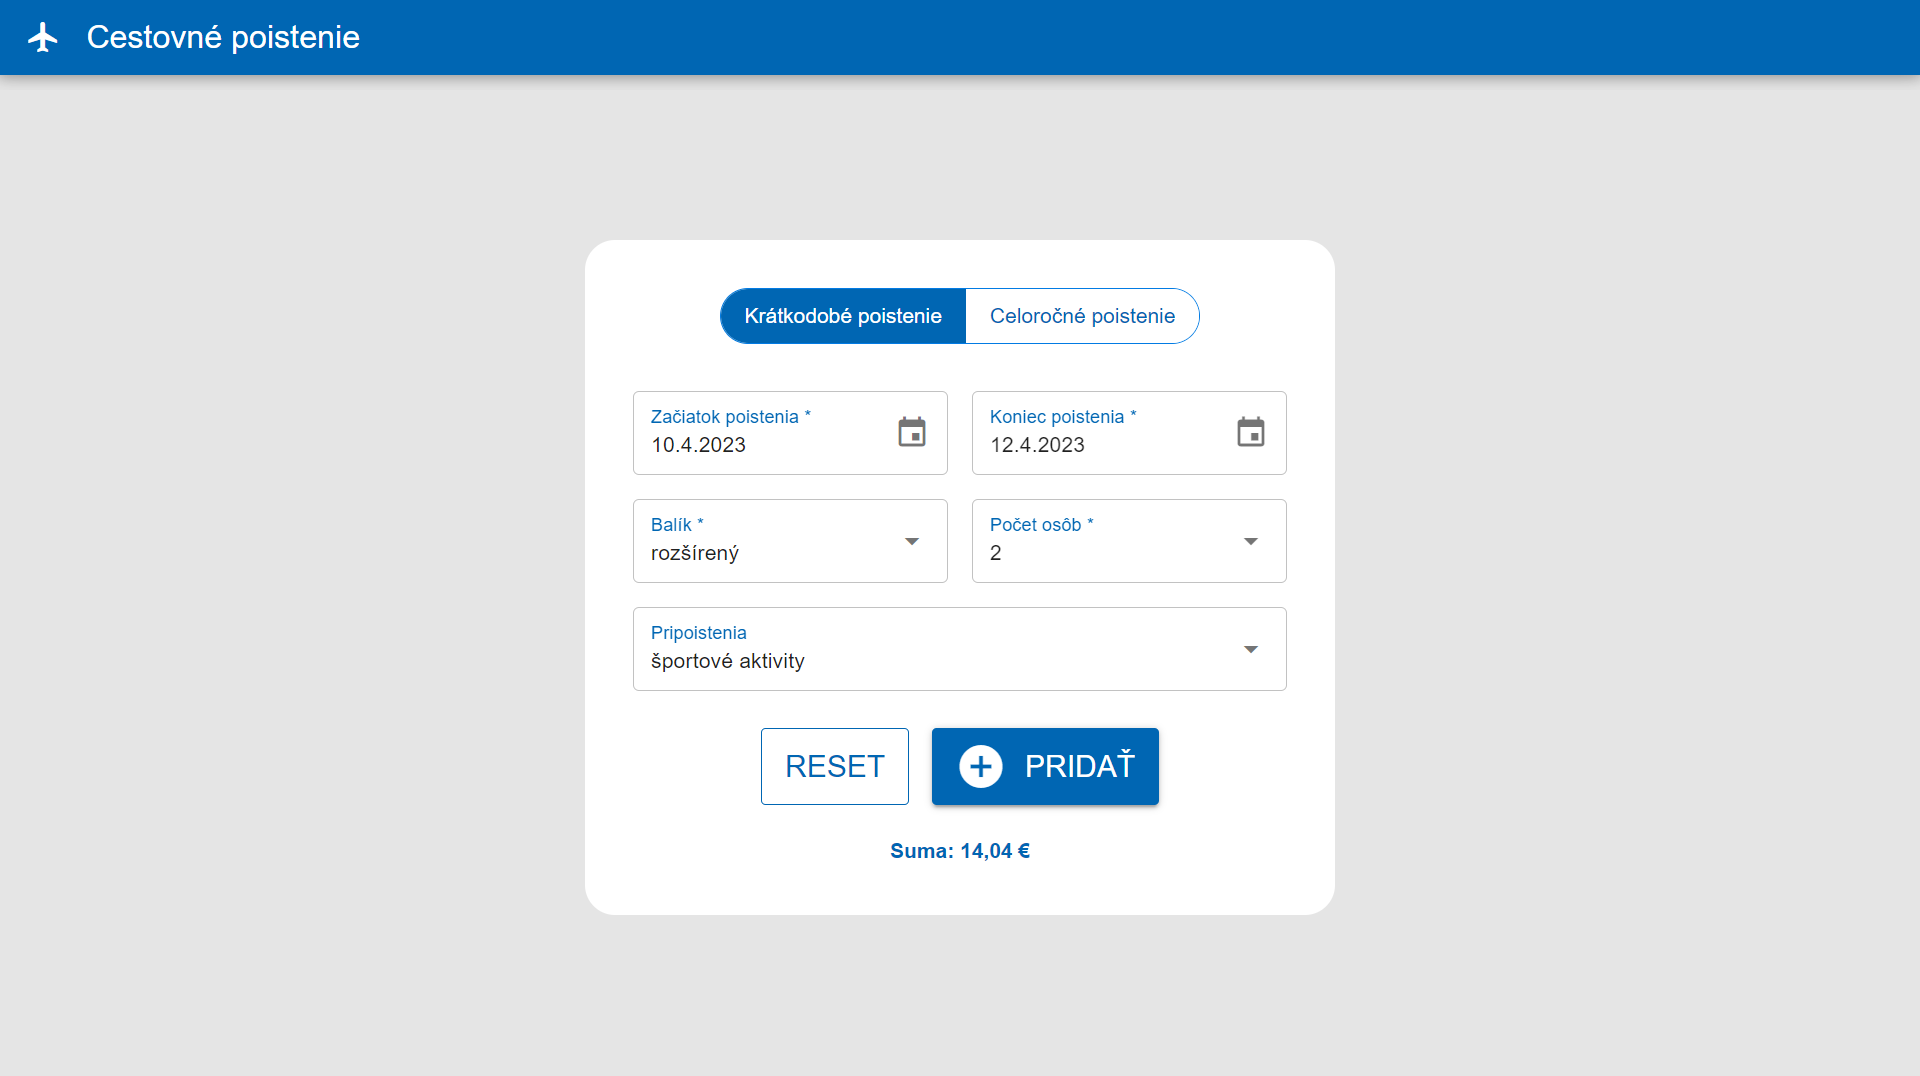 Cestovné poistenie
Krátkodobé poistenie
Celoročné poistenie
Začiatok poistenia *
10.4.2023
Koniec poistenia *
12.4.2023
Balík *
rozšírený
Počet osôb *
2
Pripoistenia
športové aktivity
RESET
PRIDAŤ
Suma: 14,04 €